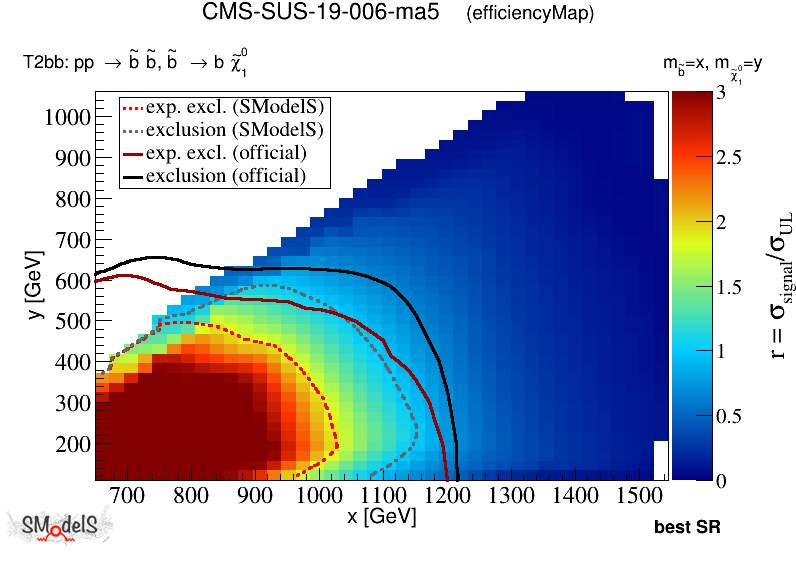 CMS-SUS-19-006-ma5 (efficiencyMap)
T2bb: pp → b̃ b̃, b̃ → b χ̃⁰₁
m_b̃=x, m_χ̃⁰₁=y
exp. excl. (SModelS)
exclusion (SModelS)
exp. excl. (official)
exclusion (official)
1000
900
800
700
600
500
400
300
200
y [GeV]
700 800 900 1000 1100 1200 1300 1400 1500
x [GeV]
3
2.5
2
1.5
1
0.5
0
r = σ_signal/σ_UL
SModelS
best SR